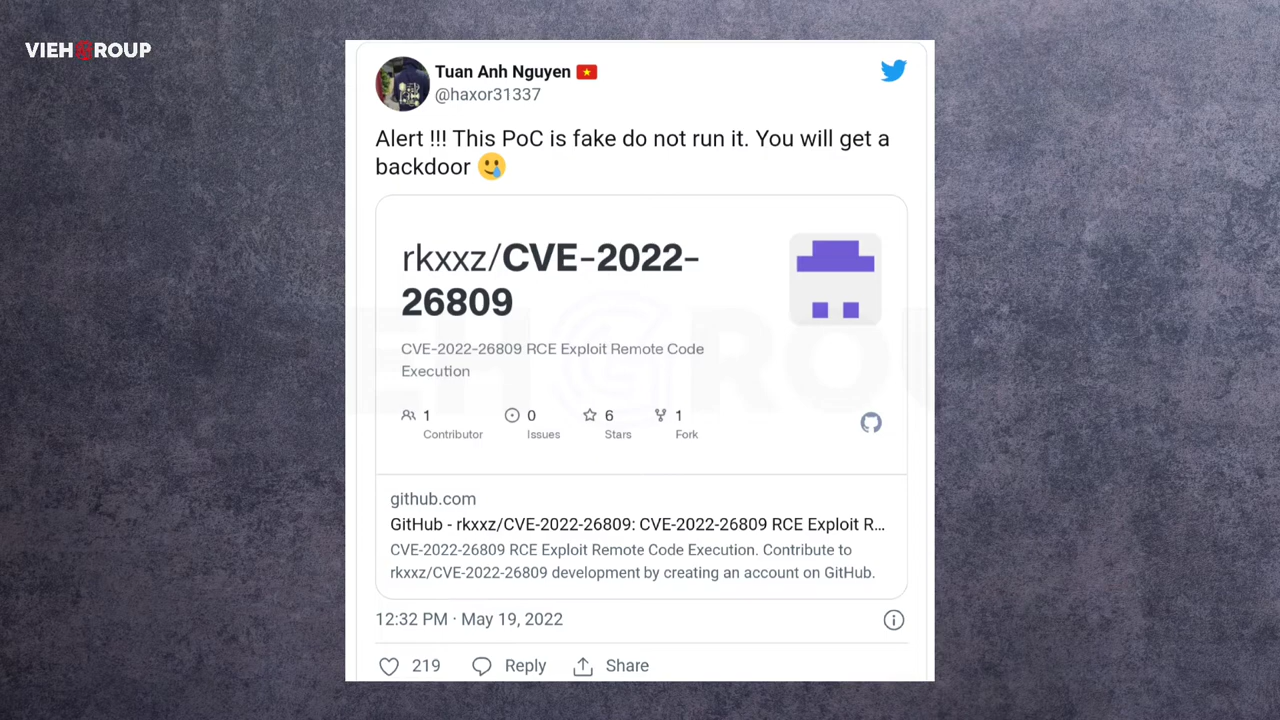 VIEHGROUP
Tuan Anh Nguyen
@haxor31337
Alert !!! This PoC is fake do not run it. You will get a
backdoor
rkxxz/CVE-2022-
26809
CVE-2022-26809 RCE Exploit Remote Code
Execution
1 0 6 1
Contributor Issues Stars Fork
github.com
GitHub - rkxxz/CVE-2022-26809: CVE-2022-26809 RCE Exploit R...
CVE-2022-26809 RCE Exploit Remote Code Execution. Contribute to
rkxxz/CVE-2022-26809 development by creating an account on GitHub.
12:32 PM · May 19, 2022
219 Reply Share